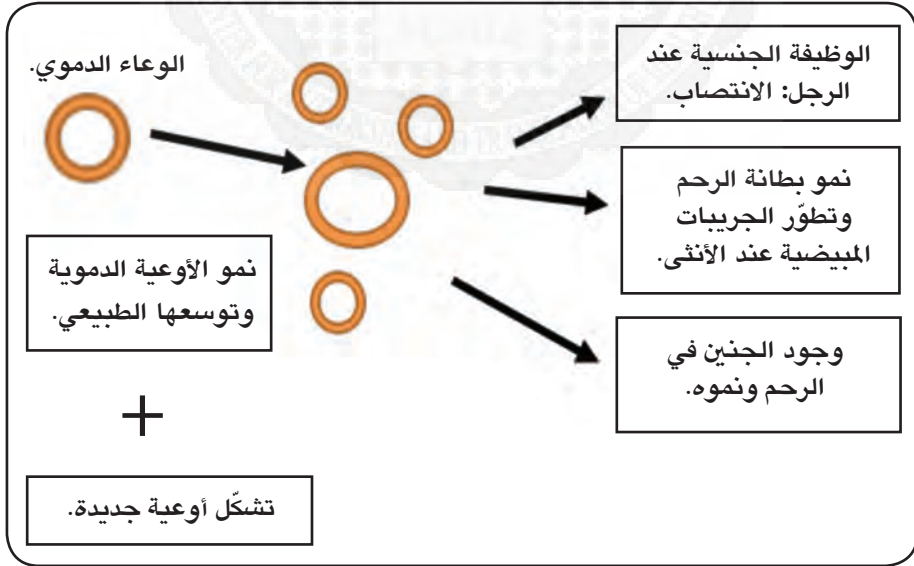 الوعاء الدموي.
الوظيفة الجنسية عند
الرجل: الانتصاب.
نمو بطانة الرحم
وتطوّر الجريبات
المبيضية عند الأنثى.
نمو الأوعية الدموية
وتوسعها الطبيعي.
وجود الجنين في
الرحم ونموه.
+
تشكّل أوعية جديدة.